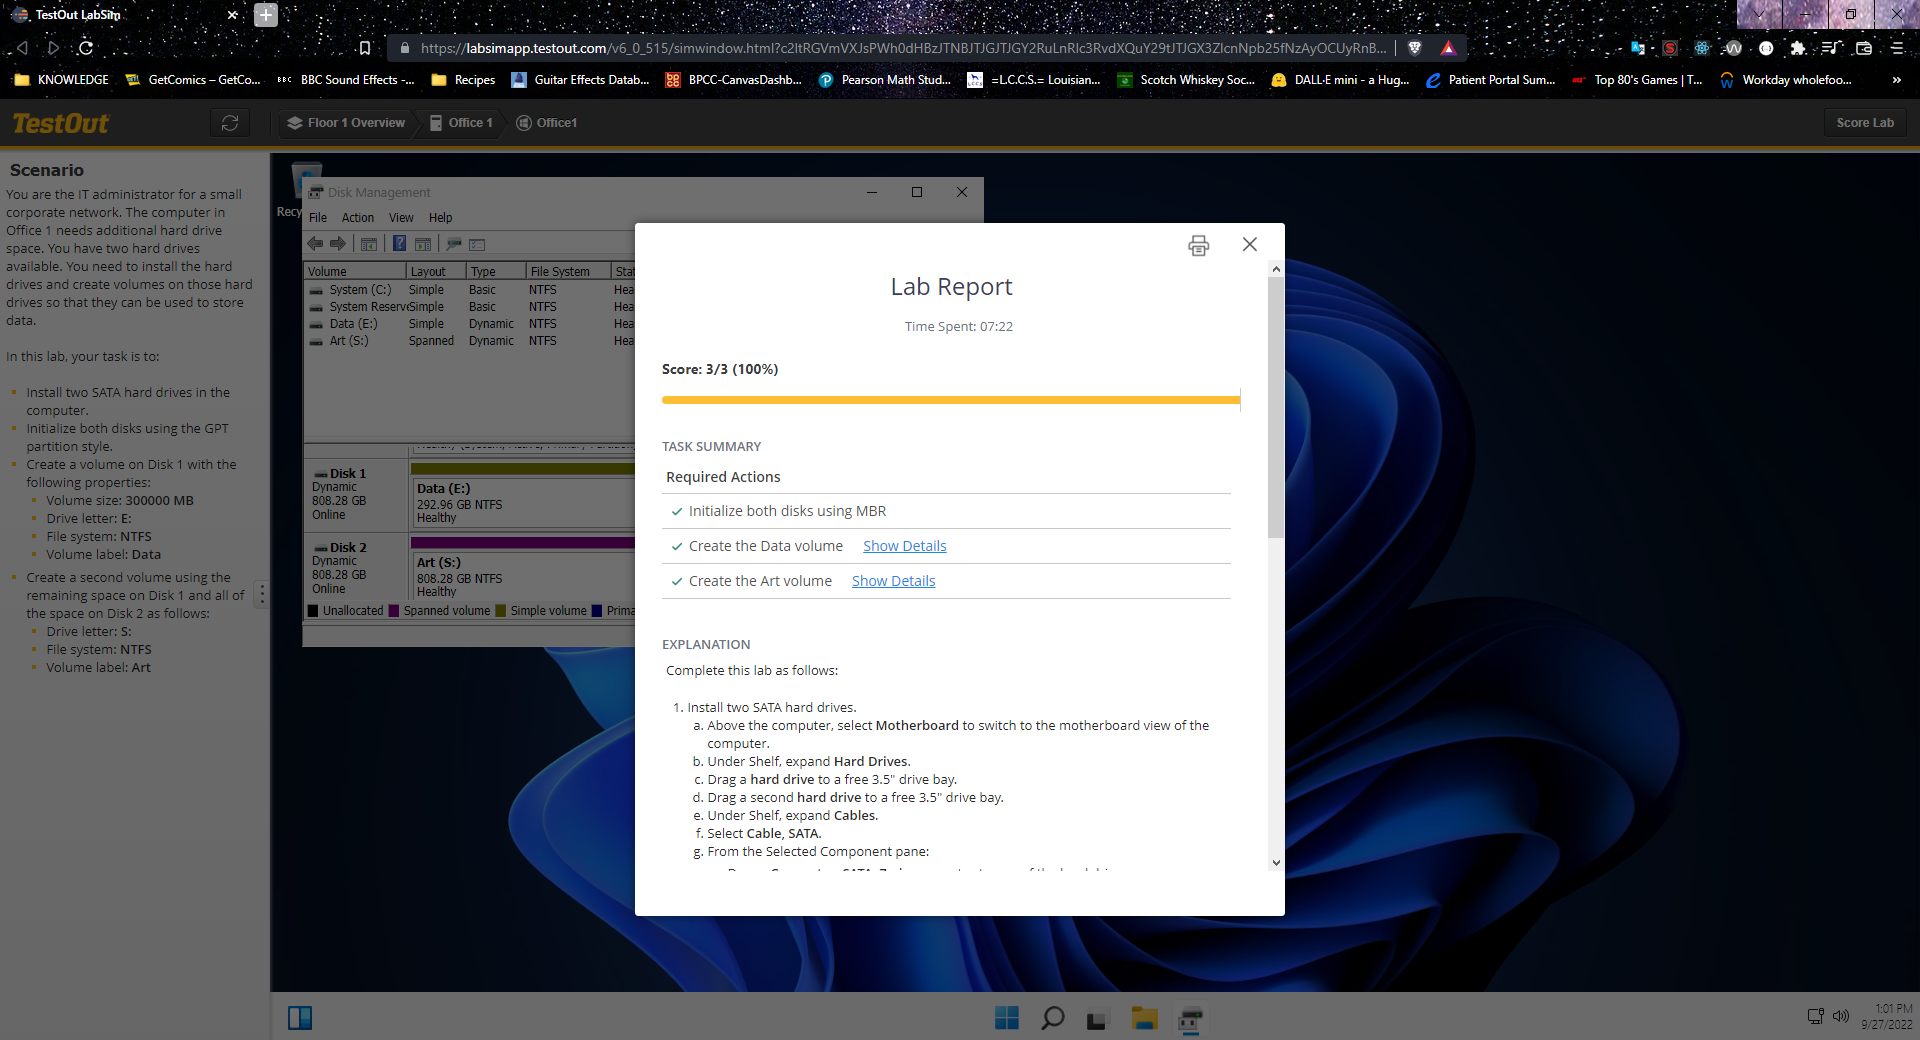 TestOut LabSim
https://labsimapp.testout.com/v6_0_515/simwindow.html?c2ltRGVmVXJsPWh0dHBzJTNBJTJGJTJGY2RuLnRlc3RvdXQuY29tJTJGX3ZlcnNpb25fNzAyOCUyRnB...
KNOWLEDGE
GetComics – GetCo...
BBC BBC Sound Effects -...
Recipes
Guitar Effects Datab...
BPCC-CanvasDashb...
Pearson Math Stud...
=L.C.C.S.= Louisian...
Scotch Whiskey Soc...
DALL·E mini - a Hug...
Patient Portal Sum...
Top 80's Games | T...
Workday wholefoo...
»
TestOut
Floor 1 Overview
Office 1
Office1
Score Lab
Scenario
You are the IT administrator for a small
corporate network. The computer in
Office 1 needs additional hard drive
space. You have two hard drives
available. You need to install the hard
drives and create volumes on those hard
drives so that they can be used to store
data.
In this lab, your task is to:
Install two SATA hard drives in the
computer.
Initialize both disks using the GPT
partition style.
Create a volume on Disk 1 with the
following properties:
Volume size: 300000 MB
Drive letter: E:
File system: NTFS
Volume label: Data
Create a second volume using the
remaining space on Disk 1 and all of
the space on Disk 2 as follows:
Drive letter: S:
File system: NTFS
Volume label: Art
Recy
Disk Management
File Action View Help
Volume Layout Type File System Stat
System (C:) Simple Basic NTFS Hea
System Reserve Simple Basic NTFS Hea
Data (E:) Simple Dynamic NTFS Hea
Art (S:) Spanned Dynamic NTFS Hea
Disk 1
Dynamic
808.28 GB
Online
Data (E:)
292.96 GB NTFS
Healthy
Disk 2
Dynamic
808.28 GB
Online
Art (S:)
808.28 GB NTFS
Healthy
Unallocated Spanned volume Simple volume Prima
Lab Report
Time Spent: 07:22
Score: 3/3 (100%)
TASK SUMMARY
Required Actions
Initialize both disks using MBR
Create the Data volume Show Details
Create the Art volume Show Details
EXPLANATION
Complete this lab as follows:
1. Install two SATA hard drives.
a. Above the computer, select Motherboard to switch to the motherboard view of the
computer.
b. Under Shelf, expand Hard Drives.
c. Drag a hard drive to a free 3.5" drive bay.
d. Drag a second hard drive to a free 3.5" drive bay.
e. Under Shelf, expand Cables.
f. Select Cable, SATA.
g. From the Selected Component pane:
1:01 PM
9/27/2022